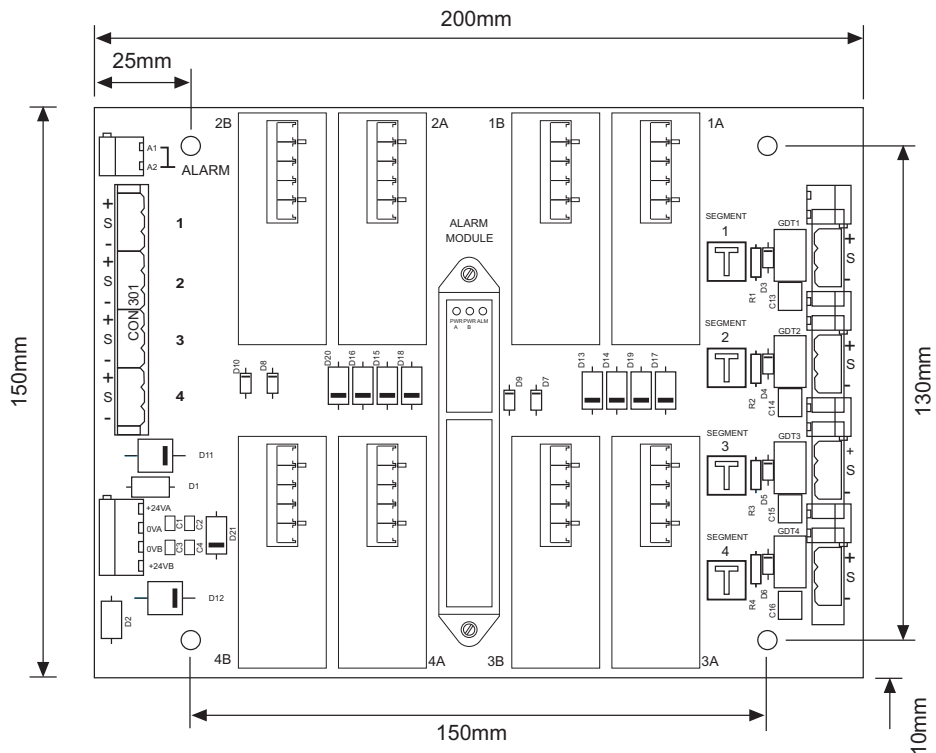 200mm
25mm
150mm
130mm
150mm
10mm
2B
2A
1B
1A
A1
A2
ALARM
+
S
-
1
+
S
-
2
+
S
-
3
+
S
-
4
CON 301
ALARM
MODULE
PWR A
PWR B
ALM
SEGMENT
1
T
GDT1
R1
D3
C13
+
S
-
SEGMENT
2
T
GDT2
R2
D4
C14
+
S
-
SEGMENT
3
T
GDT3
R3
D5
C15
+
S
-
SEGMENT
4
T
GDT4
R4
D6
C16
+
S
-
D10
D8
D20
D16
D15
D18
D9
D7
D13
D14
D19
D17
D11
D1
+24VA
0VA
0VB
+24VB
C1
C2
C3
C4
D21
D12
D2
4B
4A
3B
3A